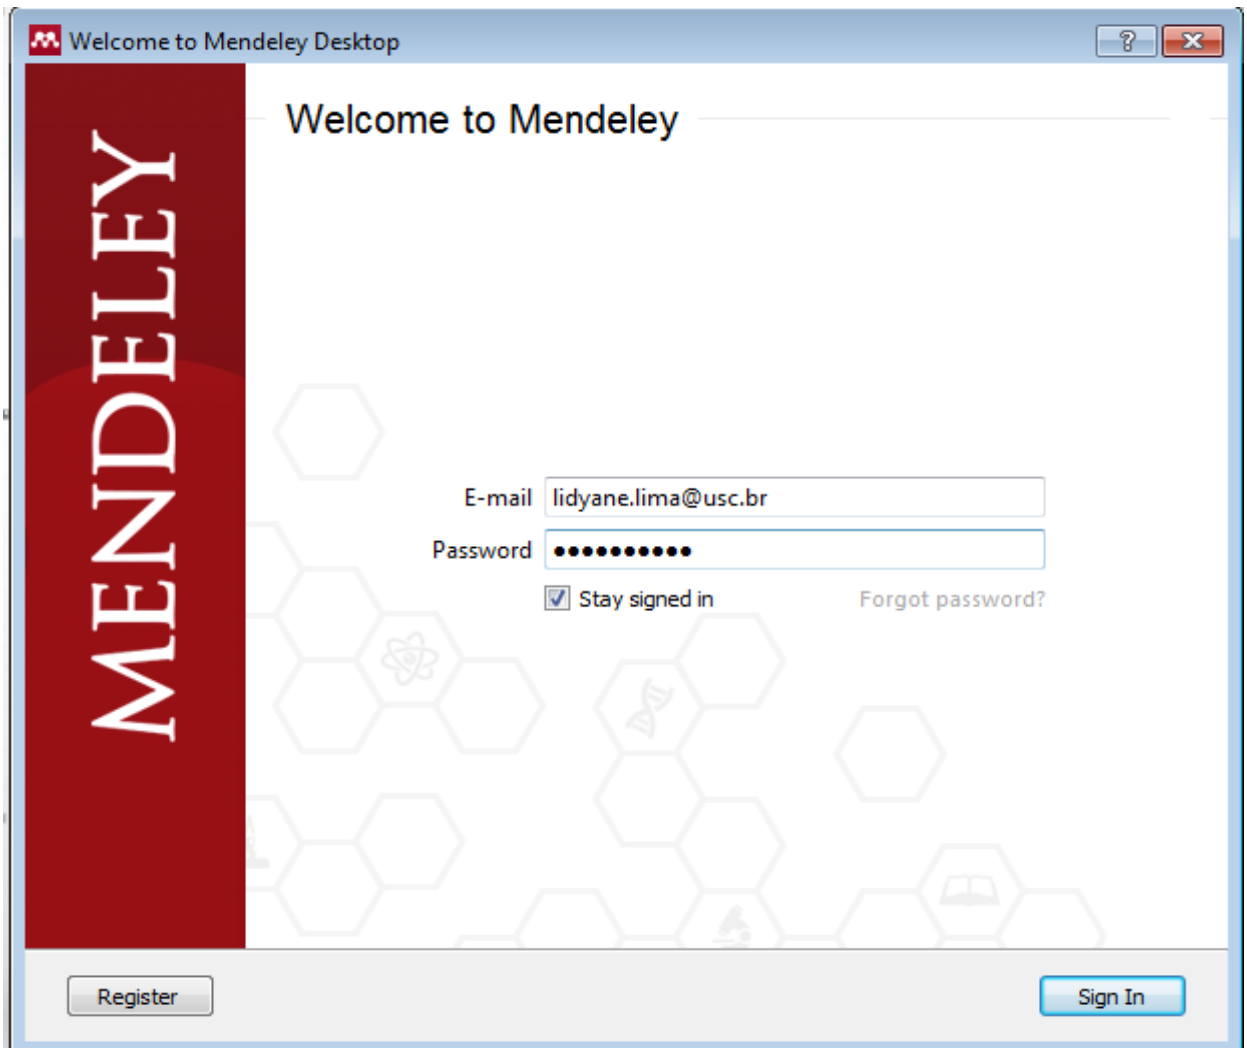 Welcome to Mendeley Desktop
Welcome to Mendeley
MENDELEY
E-mail lidyane.lima@usc.br
Password ●●●●●●●●●●
Stay signed in Forgot password?
Register Sign In